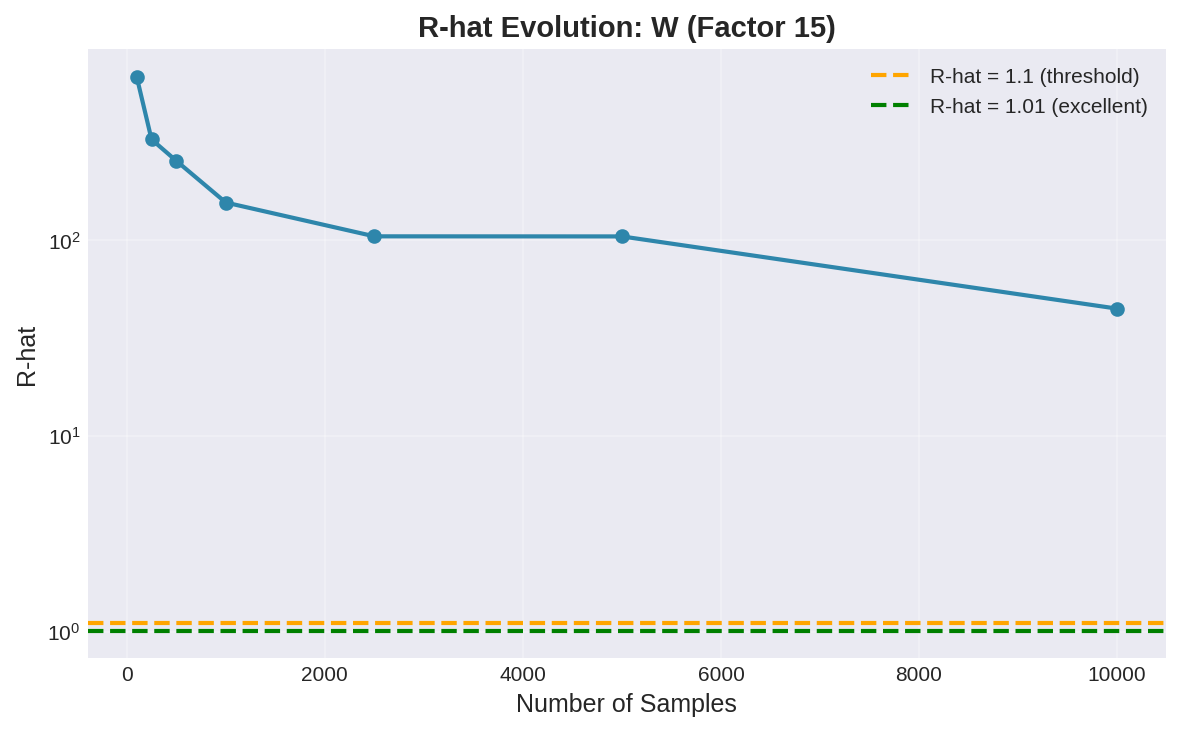 R-hat Evolution: W (Factor 15)
R-hat = 1.1 (threshold)
R-hat = 1.01 (excellent)
10²
10¹
10⁰
R-hat
0 2000 4000 6000 8000 10000
Number of Samples